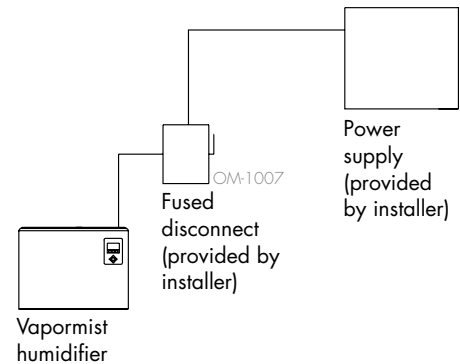 Power
supply
(provided
by installer)
OM-1007
Fused
disconnect
(provided by
installer)
Vapormist
humidifier